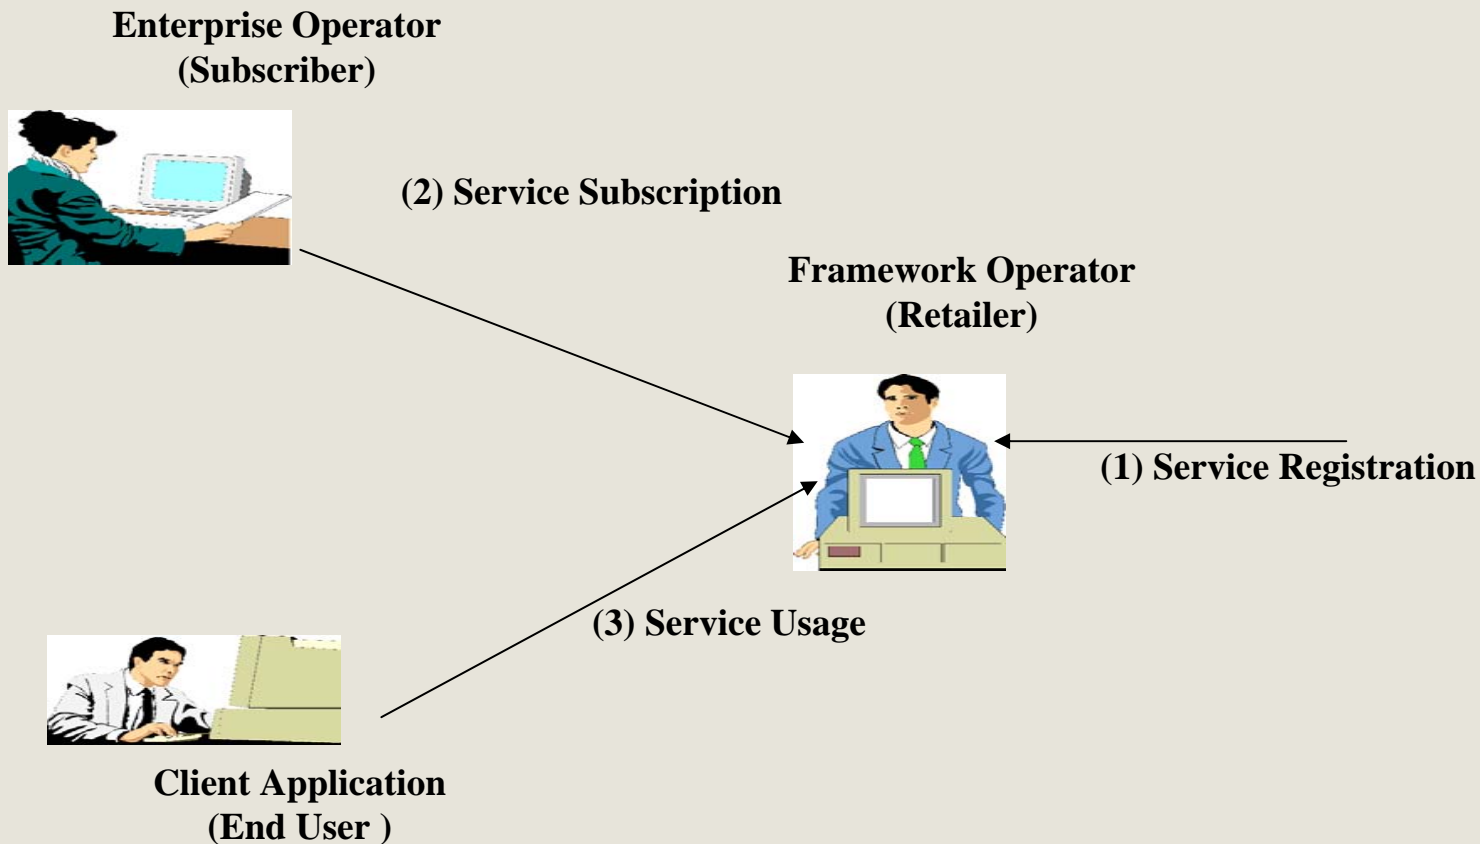 Enterprise Operator
(Subscriber)
(2) Service Subscription
Framework Operator
(Retailer)
(1) Service Registration
(3) Service Usage
Client Application
(End User )